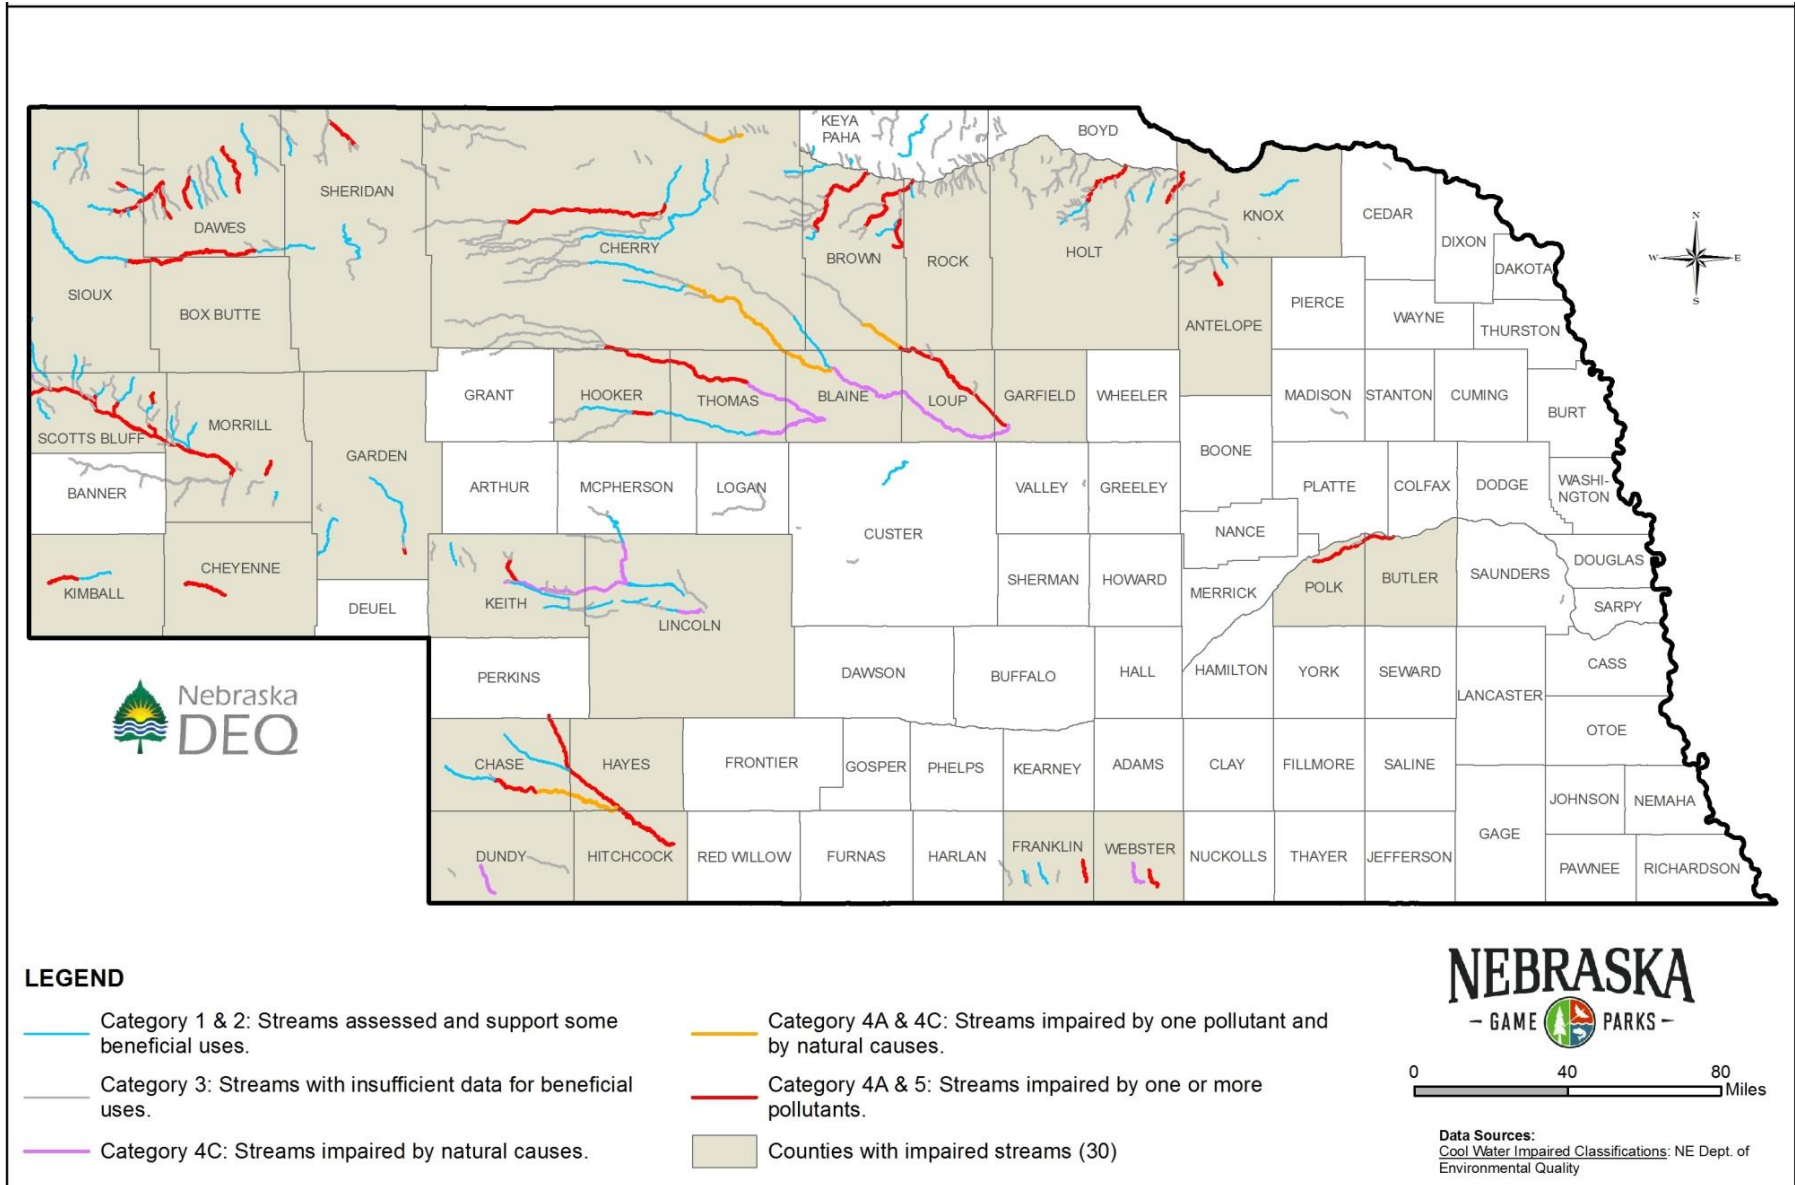 KEYA
PAHA
BOYD
SHERIDAN
DAWES
CHERRY
BROWN
ROCK
HOLT
KNOX
CEDAR
DIXON
DAKOTA
SIOUX
BOX BUTTE
ANTELOPE
PIERCE
WAYNE
THURSTON
GRANT
HOOKER
THOMAS
BLAINE
LOUP
GARFIELD
WHEELER
MADISON
STANTON
CUMING
BURT
SCOTTS BLUFF
MORRILL
GARDEN
BANNER
ARTHUR
MCPHERSON
LOGAN
CUSTER
VALLEY
GREELEY
BOONE
PLATTE
COLFAX
DODGE
WASHI-
NGTON
NANCE
KIMBALL
CHEYENNE
DEUEL
KEITH
LINCOLN
SHERMAN
HOWARD
MERRICK
POLK
BUTLER
SAUNDERS
DOUGLAS
SARPY
PERKINS
DAWSON
BUFFALO
HALL
HAMILTON
YORK
SEWARD
LANCASTER
CASS
OTOE
CHASE
HAYES
FRONTIER
GOSPER
PHELPS
KEARNEY
ADAMS
CLAY
FILLMORE
SALINE
JOHNSON
NEMAHA
DUNDY
HITCHCOCK
RED WILLOW
FURNAS
HARLAN
FRANKLIN
WEBSTER
NUCKOLLS
THAYER
JEFFERSON
GAGE
PAWNEE
RICHARDSON
N
W
E
S
Nebraska
DEQ
LEGEND
Category 1 & 2: Streams assessed and support some
beneficial uses.
Category 3: Streams with insufficient data for beneficial
uses.
Category 4C: Streams impaired by natural causes.
Category 4A & 4C: Streams impaired by one pollutant and
by natural causes.
Category 4A & 5: Streams impaired by one or more
pollutants.
Counties with impaired streams (30)
NEBRASKA
- GAME PARKS -
0 40 80
Miles
Data Sources:
Cool Water Impaired Classifications: NE Dept. of
Environmental Quality